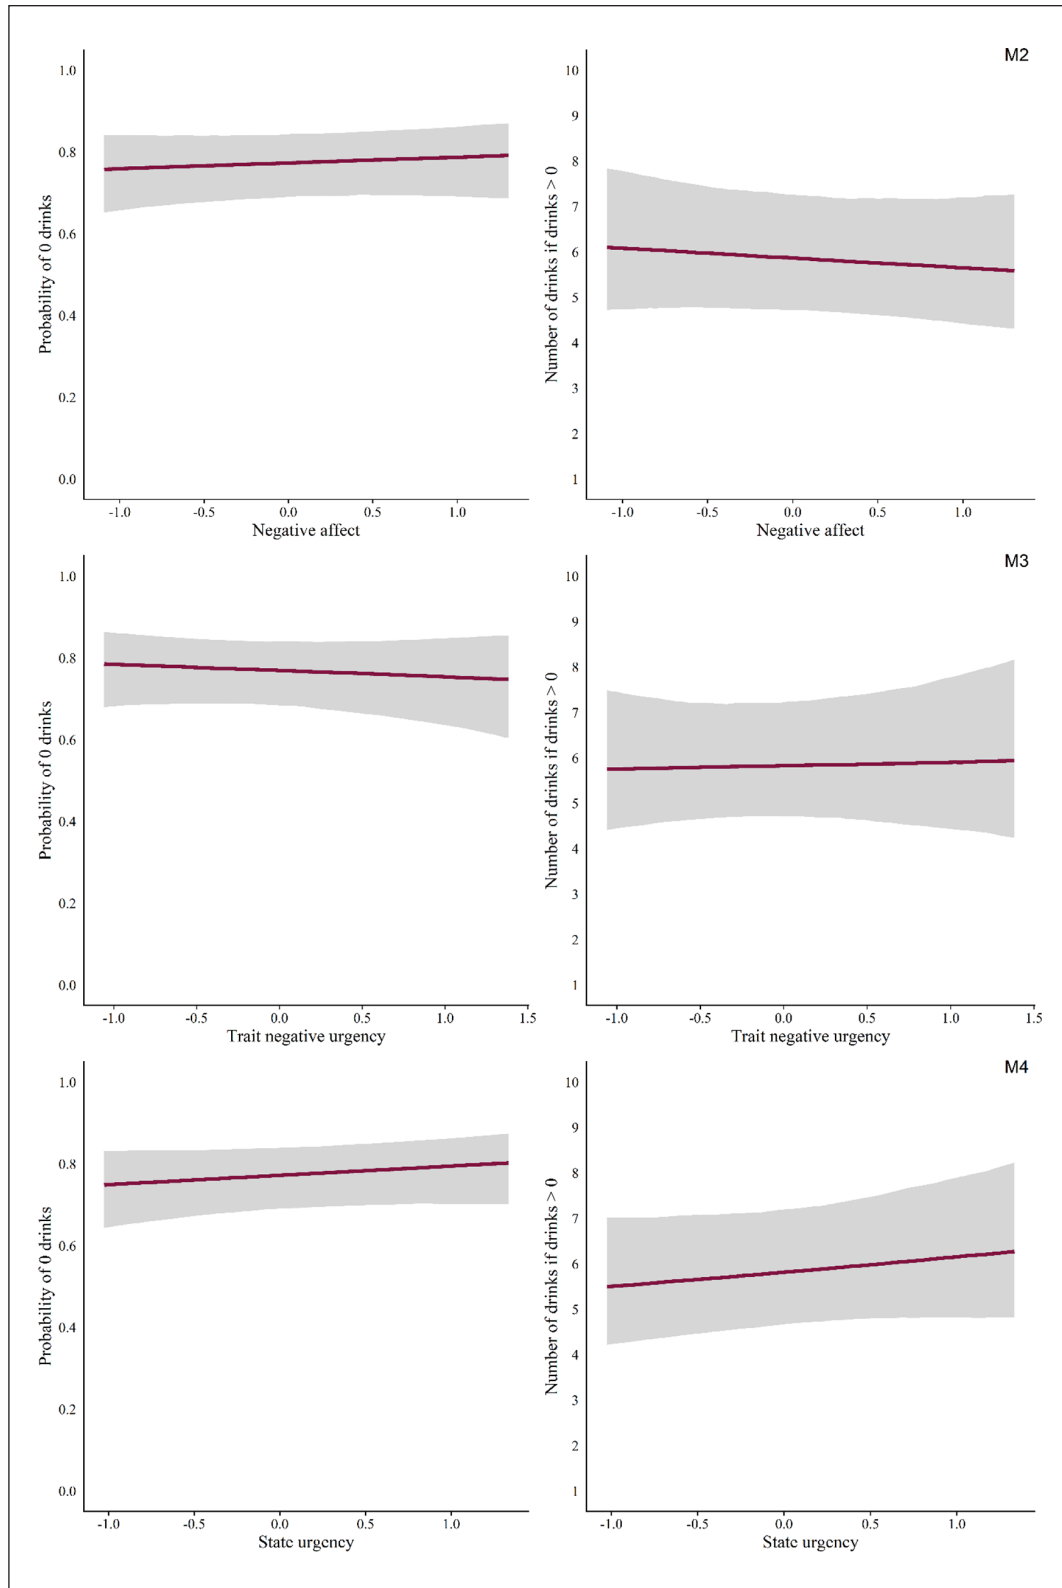 M2
Probability of 0 drinks
1.0
0.8
0.6
0.4
0.2
0.0
-1.0 -0.5 0.0 0.5 1.0
Negative affect
Number of drinks if drinks > 0
10
9
8
7
6
5
4
3
2
1
-1.0 -0.5 0.0 0.5 1.0
Negative affect
M3
Probability of 0 drinks
1.0
0.8
0.6
0.4
0.2
0.0
-1.0 -0.5 0.0 0.5 1.0 1.5
Trait negative urgency
Number of drinks if drinks > 0
10
9
8
7
6
5
4
3
2
1
-1.0 -0.5 0.0 0.5 1.0 1.5
Trait negative urgency
M4
Probability of 0 drinks
1.0
0.8
0.6
0.4
0.2
0.0
-1.0 -0.5 0.0 0.5 1.0
State urgency
Number of drinks if drinks > 0
10
9
8
7
6
5
4
3
2
1
-1.0 -0.5 0.0 0.5 1.0
State urgency